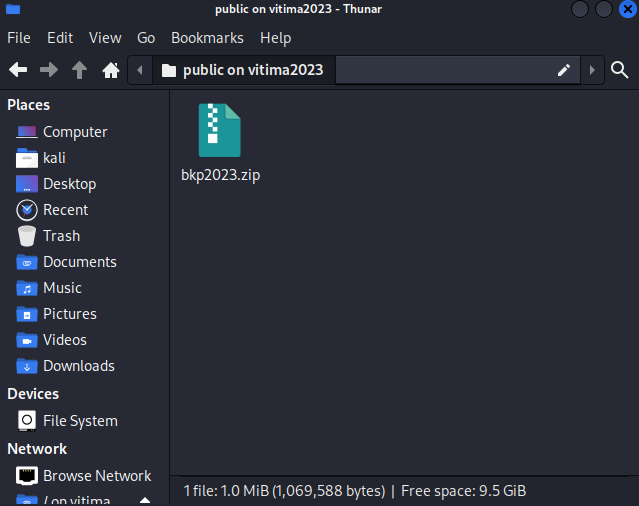 public on vitima2023 - Thunar
File Edit View Go Bookmarks Help
public on vitima2023
Places
Computer
kali
Desktop
Recent
Trash
Documents
Music
Pictures
Videos
Downloads
Devices
File System
Network
Browse Network
/ on vitima
bkp2023.zip
1 file: 1.0 MiB (1,069,588 bytes) | Free space: 9.5 GiB